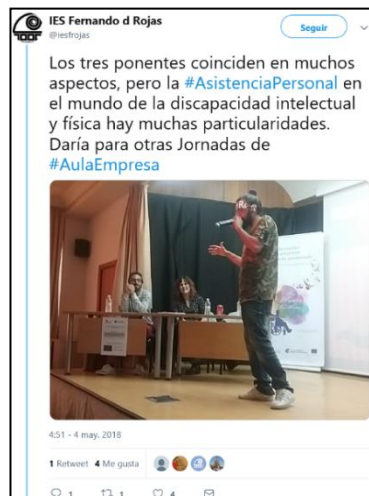 IES Fernando d Rojas
@iesfrojas
Seguir
Los tres ponentes coinciden en muchos
aspectos, pero la #AsistenciaPersonal en
el mundo de la discapacidad intelectual
y física hay muchas particularidades.
Daría para otras Jornadas de
#AulaEmpresa
4:51 - 4 may. 2018
1 Retweet 4 Me gusta
1 1 4